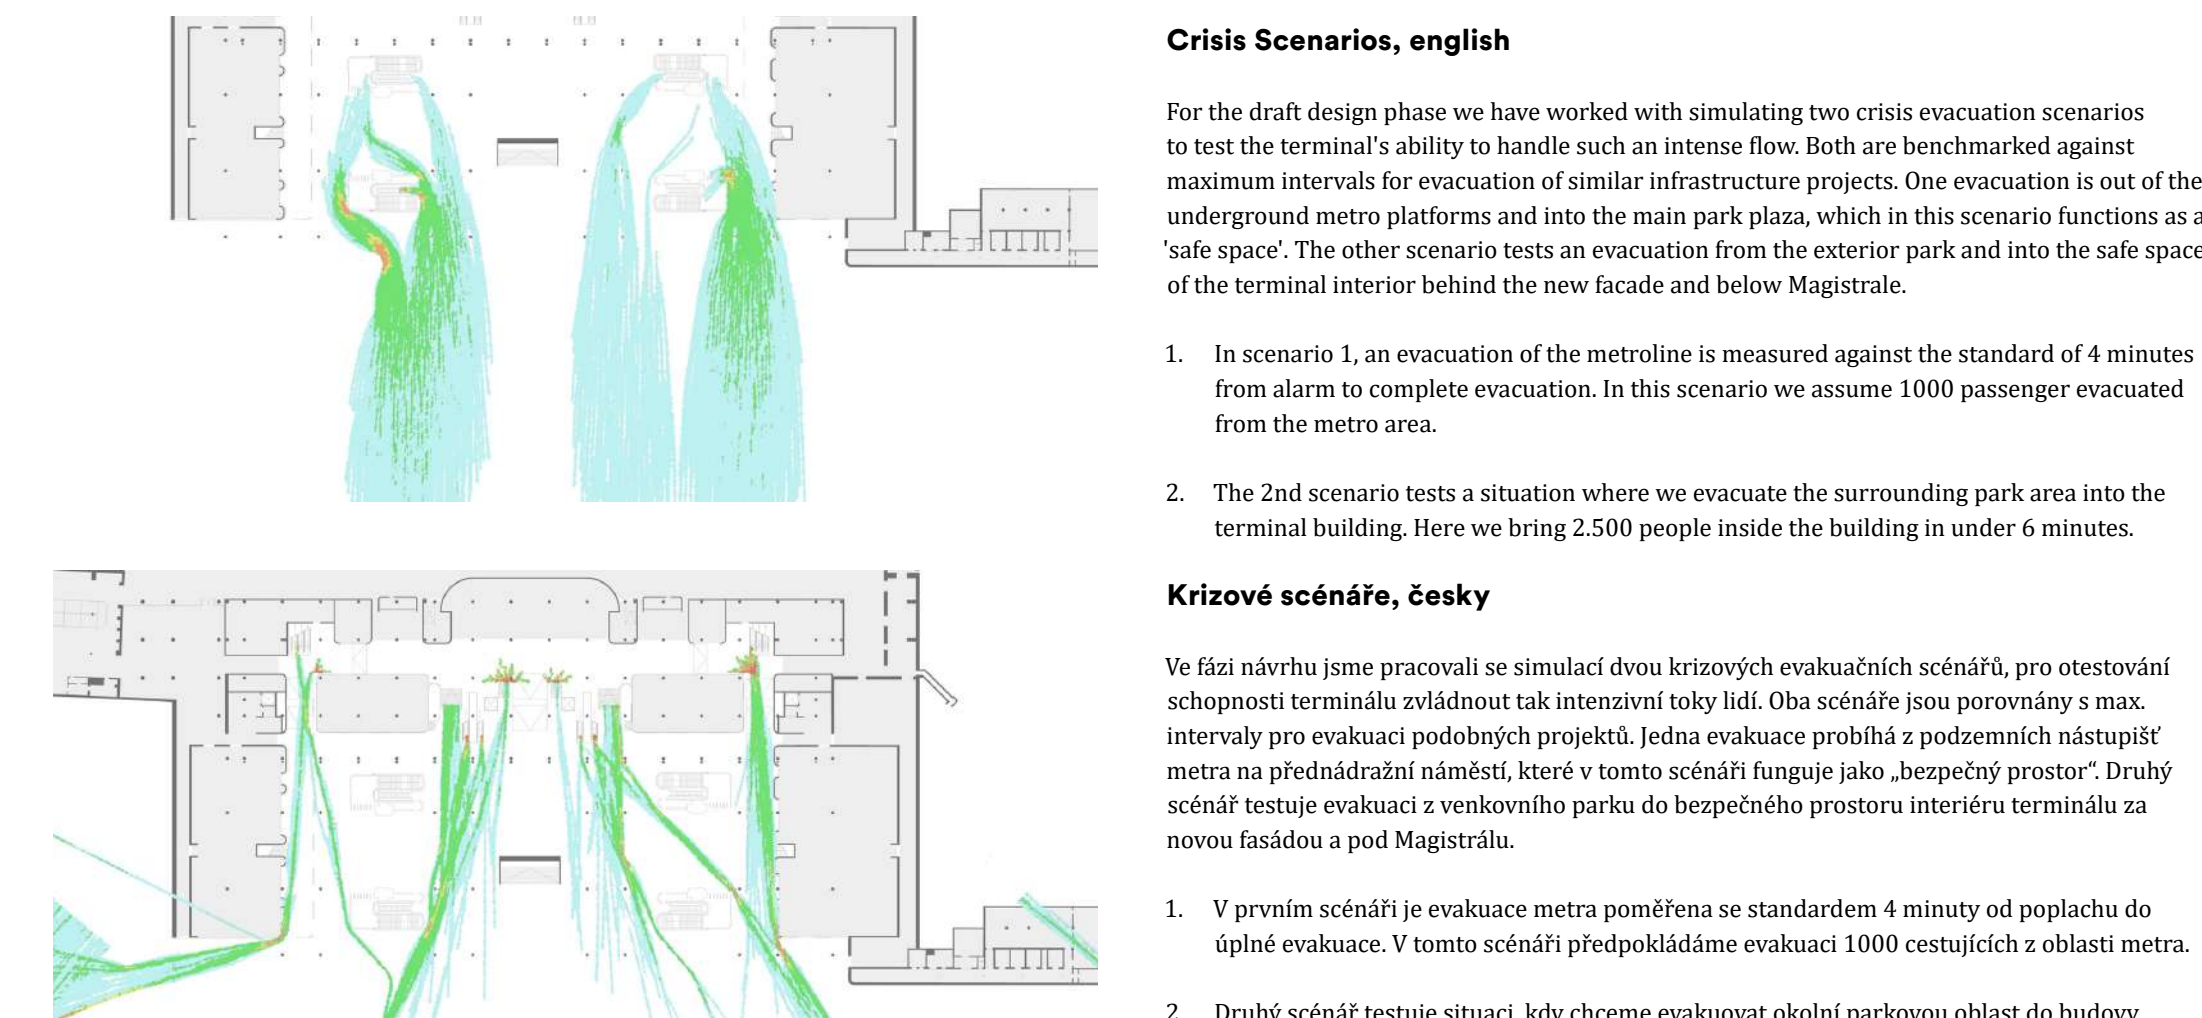 Crisis Scenarios, english
For the draft design phase we have worked with simulating two crisis evacuation scenarios
to test the terminal's ability to handle such an intense flow. Both are benchmarked against
maximum intervals for evacuation of similar infrastructure projects. One evacuation is out of the
underground metro platforms and into the main park plaza, which in this scenario functions as a
'safe space'. The other scenario tests an evacuation from the exterior park and into the safe space
of the terminal interior behind the new facade and below Magistrale.
1. In scenario 1, an evacuation of the metroline is measured against the standard of 4 minutes
from alarm to complete evacuation. In this scenario we assume 1000 passenger evacuated
from the metro area.
2. The 2nd scenario tests a situation where we evacuate the surrounding park area into the
terminal building. Here we bring 2.500 people inside the building in under 6 minutes.
Krizové scénáře, česky
Ve fázi návrhu jsme pracovali se simulací dvou krizových evakuačních scénářů, pro otestování
schopnosti terminálu zvládnout tak intenzivní toky lidí. Oba scénáře jsou porovnány s max.
intervaly pro evakuaci podobných projektů. Jedna evakuace probíhá z podzemních nástupišť
metra na přednádražní náměstí, které v tomto scénáři funguje jako „bezpečný prostor“. Druhý
scénář testuje evakuaci z venkovního parku do bezpečného prostoru interiéru terminálu za
novou fasádou a pod Magistrálu.
1. V prvním scénáři je evakuace metra poměřena se standardem 4 minuty od poplachu do
úplné evakuace. V tomto scénáři předpokládáme evakuaci 1000 cestujících z oblasti metra.
2. Druhý scénář testuje situaci, kdy chceme evakuovat okolní parkovou oblast do budovy